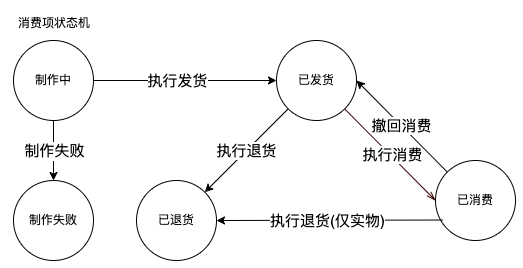 消费项状态机
制作中
执行发货
已发货
撤回消费
制作失败
执行退货
执行消费
制作失败
已退货
执行退货(仅实物)
已消费